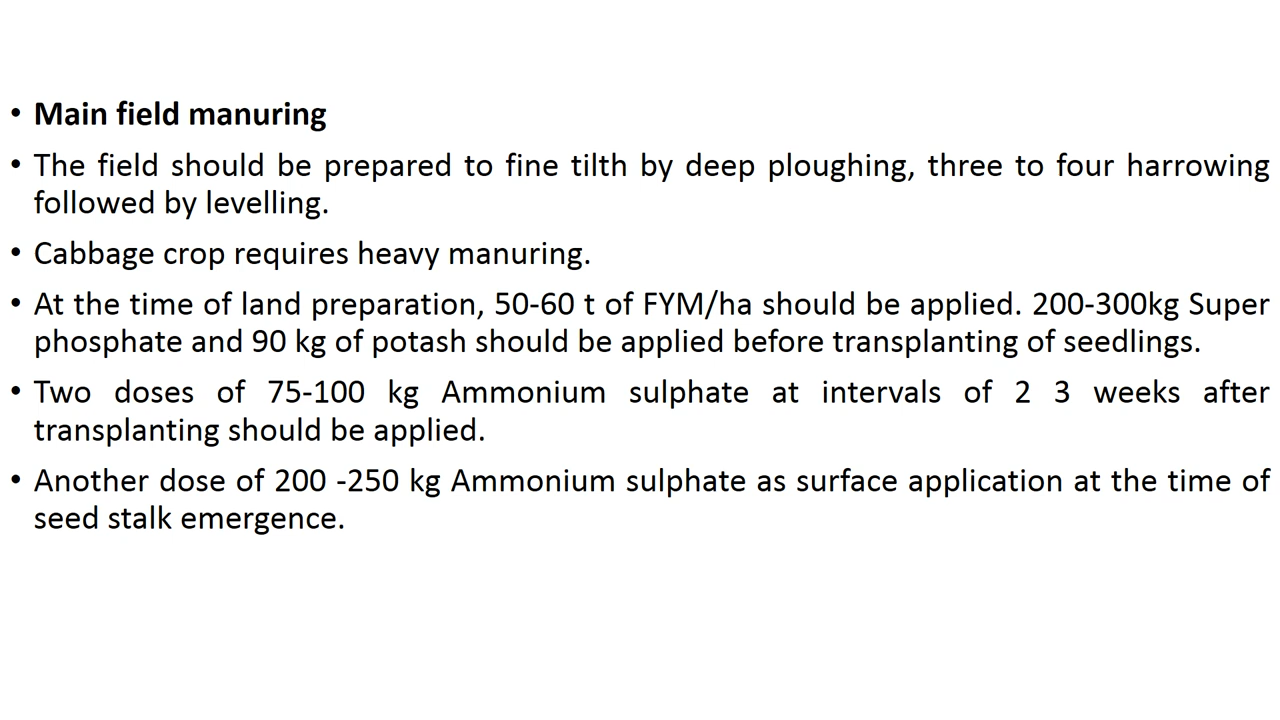 • Main field manuring
• The field should be prepared to fine tilth by deep ploughing, three to four harrowing
followed by levelling.
• Cabbage crop requires heavy manuring.
• At the time of land preparation, 50-60 t of FYM/ha should be applied. 200-300kg Super
phosphate and 90 kg of potash should be applied before transplanting of seedlings.
• Two doses of 75-100 kg Ammonium sulphate at intervals of 2 3 weeks after
transplanting should be applied.
• Another dose of 200 -250 kg Ammonium sulphate as surface application at the time of
seed stalk emergence.